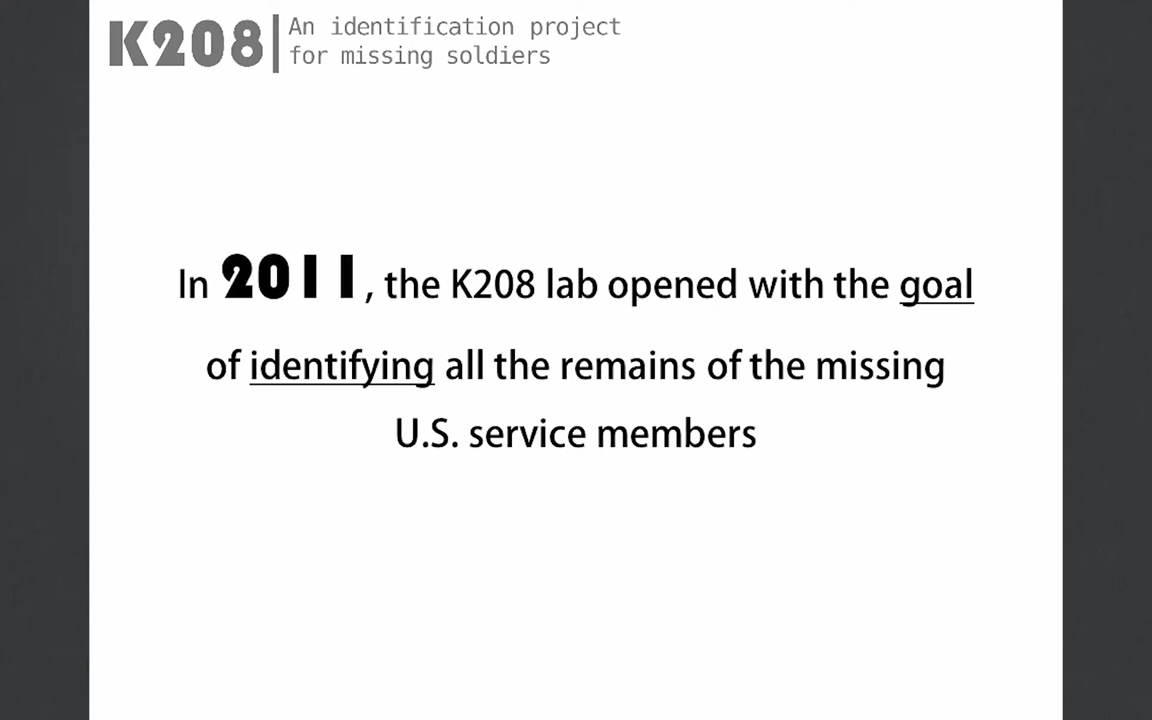 K208
An identification project
for missing soldiers
In 2011, the K208 lab opened with the goal
of identifying all the remains of the missing
U.S. service members